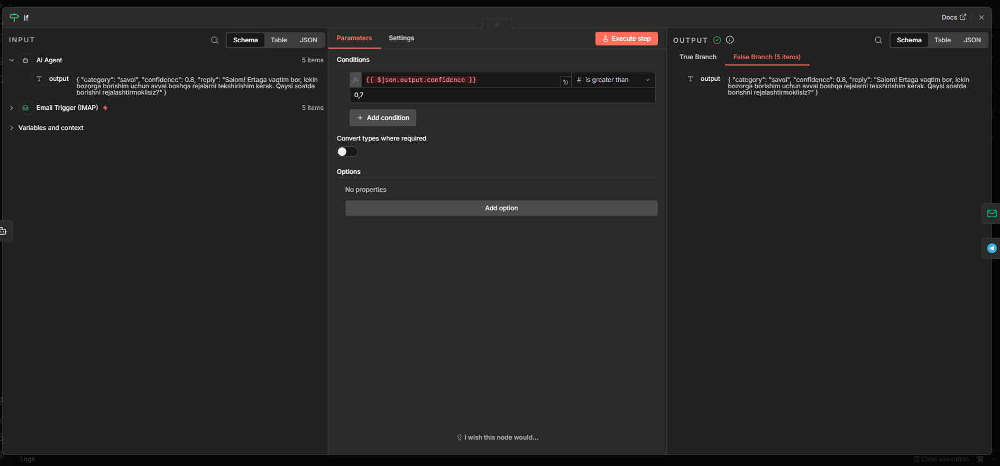 If
Docs
INPUT
Schema
Table
JSON
AI Agent
5 items
output
{ "category": "savol", "confidence": 0.8, "reply": "Salom! Ertaga vaqtim bor, lekin
bozorga borishim uchun avval boshqa rejalarni tekshirishim kerak. Qaysi soatda
borishni rejalashtirmoklisiz?" }
Email Trigger (IMAP)
5 items
Variables and context
Parameters
Settings
Execute step
Conditions
fx
{{ $json.output.confidence }}
# is greater than
0,7
+ Add condition
Convert types where required
Options
No properties
Add option
I wish this node would...
OUTPUT
Schema
Table
JSON
True Branch
False Branch (5 items)
output
{ "category": "savol", "confidence": 0.8, "reply": "Salom! Ertaga vaqtim bor, lekin
bozorga borishim uchun avval boshqa rejalarni tekshirishim kerak. Qaysi soatda
borishni rejalashtirmoklisiz?" }
Logs
Clear execution